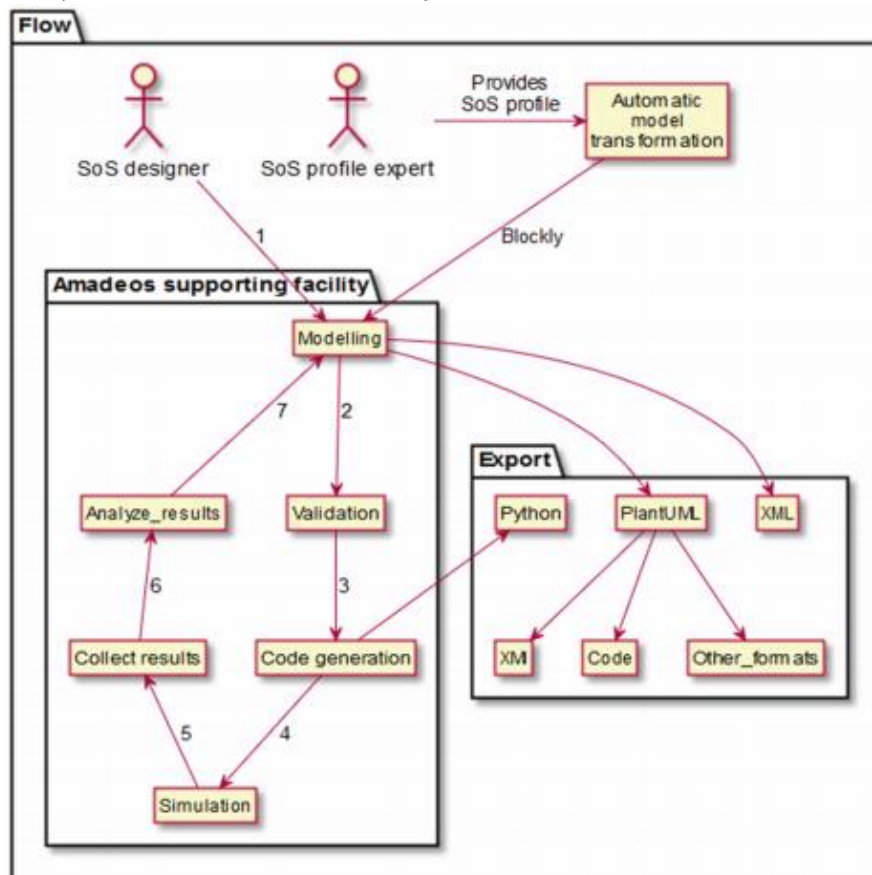 Flow
SoS designer
SoS profile expert
Provides
SoS profile
Automatic
model
transformation
1
Blockly
Amadeos supporting facility
Modelling
7
2
Export
Analyze_results
Validation
Python
PlantUML
XML
6
3
Collect results
Code generation
XMI
Code
Other_formats
5
4
Simulation